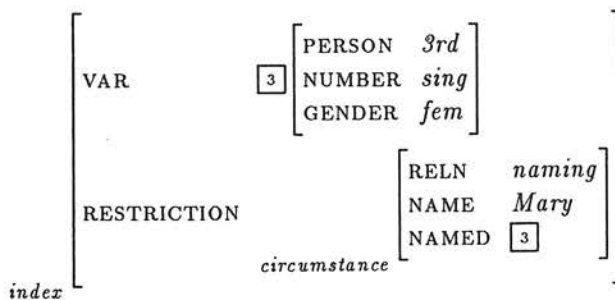 PERSON 3rd
VAR 3 NUMBER sing
GENDER fem
RELN naming
RESTRICTION NAME Mary
NAMED 3
circumstance
index